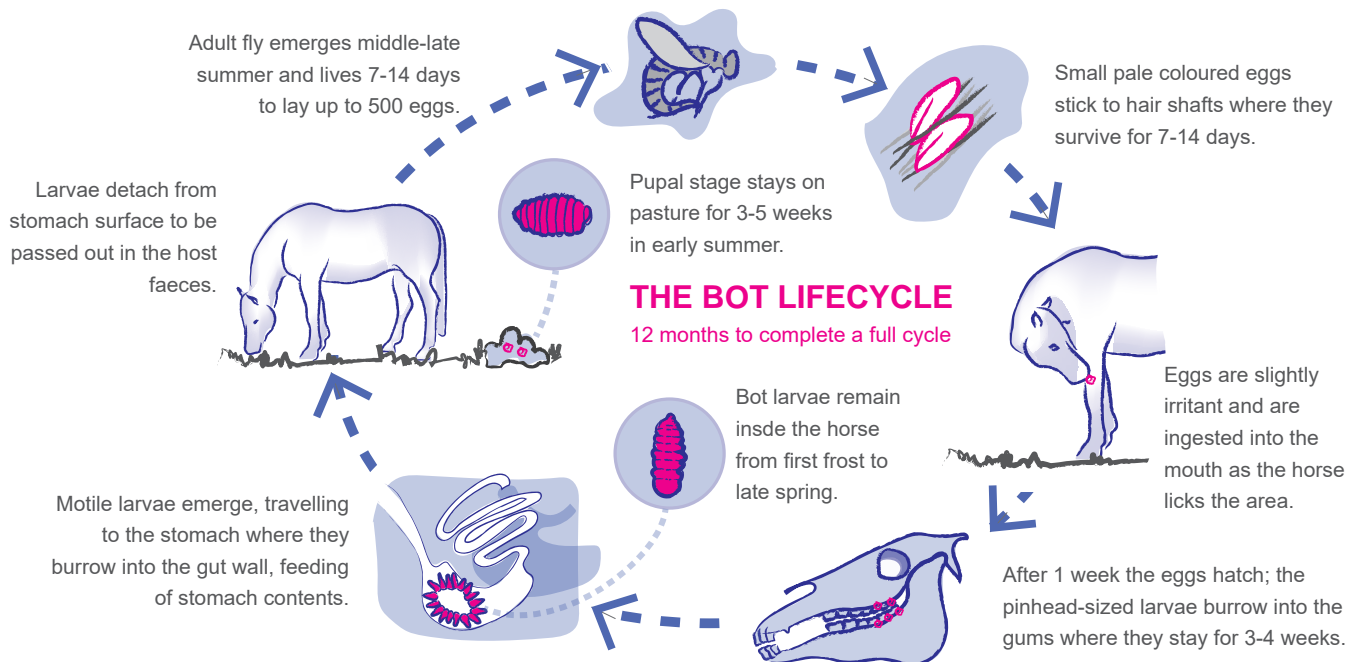 Adult fly emerges middle-late
summer and lives 7-14 days
to lay up to 500 eggs.
Small pale coloured eggs
stick to hair shafts where they
survive for 7-14 days.
Larvae detach from
stomach surface to be
passed out in the host
faeces.
Pupal stage stays on
pasture for 3-5 weeks
in early summer.
THE BOT LIFECYCLE
12 months to complete a full cycle
Eggs are slightly
irritant and are
ingested into the
mouth as the horse
licks the area.
Bot larvae remain
insde the horse
from first frost to
late spring.
Motile larvae emerge, travelling
to the stomach where they
burrow into the gut wall, feeding
of stomach contents.
After 1 week the eggs hatch; the
pinhead-sized larvae burrow into the
gums where they stay for 3-4 weeks.